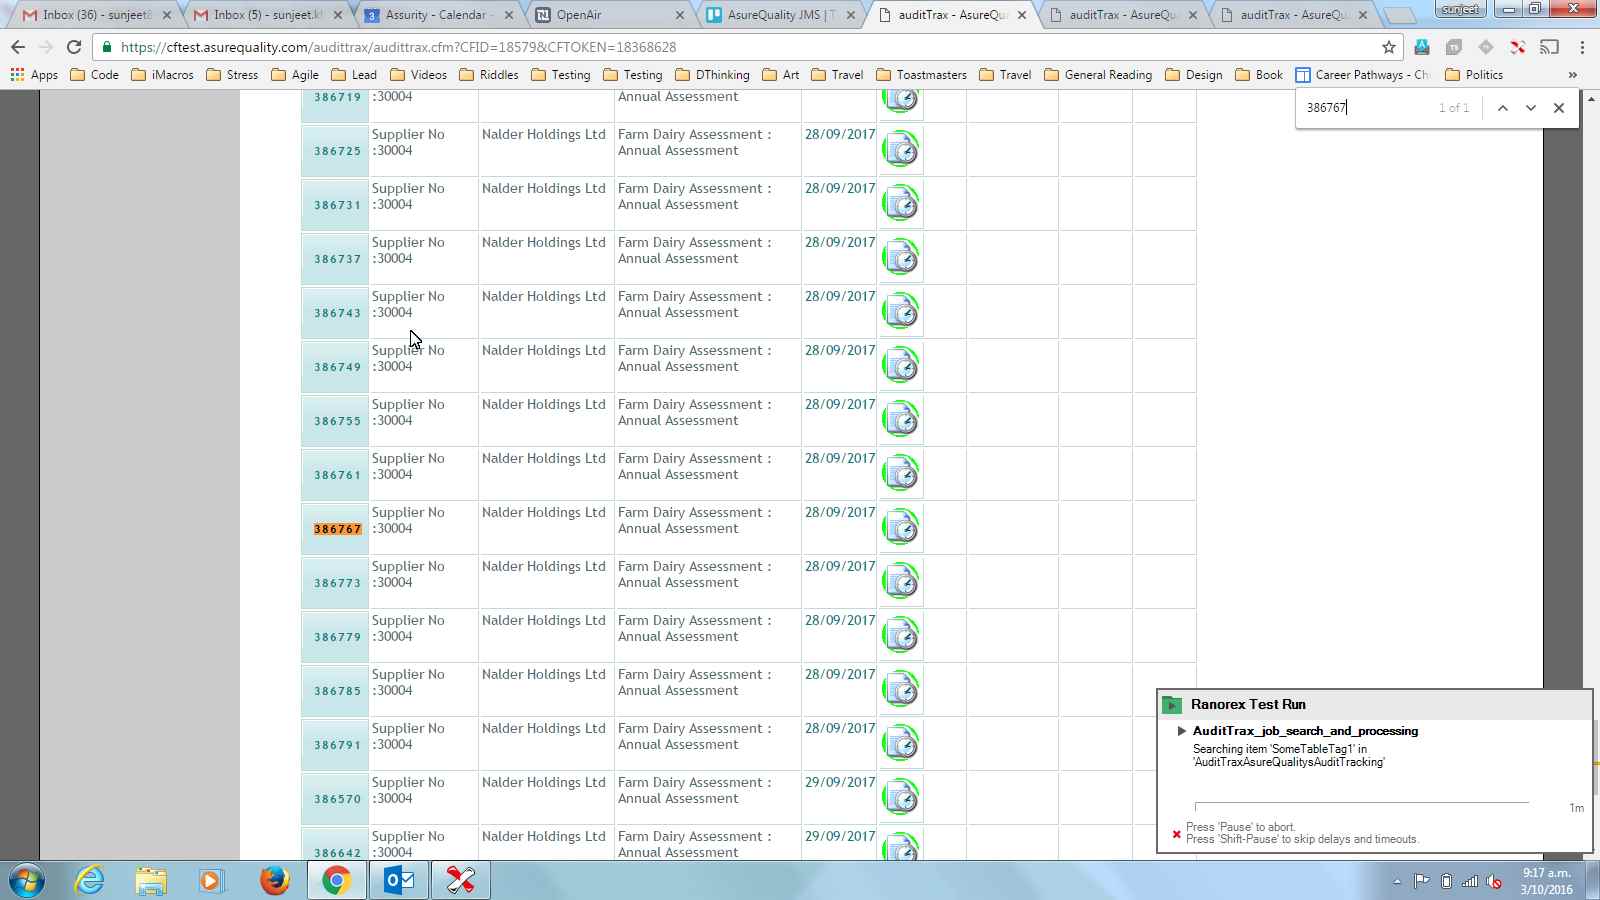 Inbox (36) - sunjeet8
Inbox (5) - sunjeet.kh
Assurity - Calendar -
OpenAir
AsureQuality JMS | T
auditTrax - AsureQua
auditTrax - AsureQua
auditTrax - AsureQua
sunjeet
https://cftest.asurequality.com/audittrax/audittrax.cfm?CFID=18579&CFTOKEN=18368628
Apps Code iMacros Stress Agile Lead Videos Riddles Testing Testing DThinking Art Travel Toastmasters Travel General Reading Design Book Career Pathways - Ch Politics »
386767 1 of 1
386719 :30004 Annual Assessment
Supplier No Nalder Holdings Ltd Farm Dairy Assessment : 28/09/2017
386725 :30004 Annual Assessment
Supplier No Nalder Holdings Ltd Farm Dairy Assessment : 28/09/2017
386731 :30004 Annual Assessment
Supplier No Nalder Holdings Ltd Farm Dairy Assessment : 28/09/2017
386737 :30004 Annual Assessment
Supplier No Nalder Holdings Ltd Farm Dairy Assessment : 28/09/2017
386743 :30004 Annual Assessment
Supplier No Nalder Holdings Ltd Farm Dairy Assessment : 28/09/2017
386749 :30004 Annual Assessment
Supplier No Nalder Holdings Ltd Farm Dairy Assessment : 28/09/2017
386755 :30004 Annual Assessment
Supplier No Nalder Holdings Ltd Farm Dairy Assessment : 28/09/2017
386761 :30004 Annual Assessment
Supplier No Nalder Holdings Ltd Farm Dairy Assessment : 28/09/2017
386767 :30004 Annual Assessment
Supplier No Nalder Holdings Ltd Farm Dairy Assessment : 28/09/2017
386773 :30004 Annual Assessment
Supplier No Nalder Holdings Ltd Farm Dairy Assessment : 28/09/2017
386779 :30004 Annual Assessment
Supplier No Nalder Holdings Ltd Farm Dairy Assessment : 28/09/2017
386785 :30004 Annual Assessment
Supplier No Nalder Holdings Ltd Farm Dairy Assessment : 28/09/2017
386791 :30004 Annual Assessment
Supplier No Nalder Holdings Ltd Farm Dairy Assessment : 29/09/2017
386570 :30004 Annual Assessment
Supplier No Nalder Holdings Ltd Farm Dairy Assessment : 29/09/2017
386642 :30004 Annual Assessment
Ranorex Test Run
AuditTrax_job_search_and_processing
Searching item 'SomeTableTag1' in
'AuditTraxAsureQualitysAuditTracking'
1m
Press 'Pause' to abort.
Press 'Shift-Pause' to skip delays and timeouts.
9:17 a.m.
3/10/2016